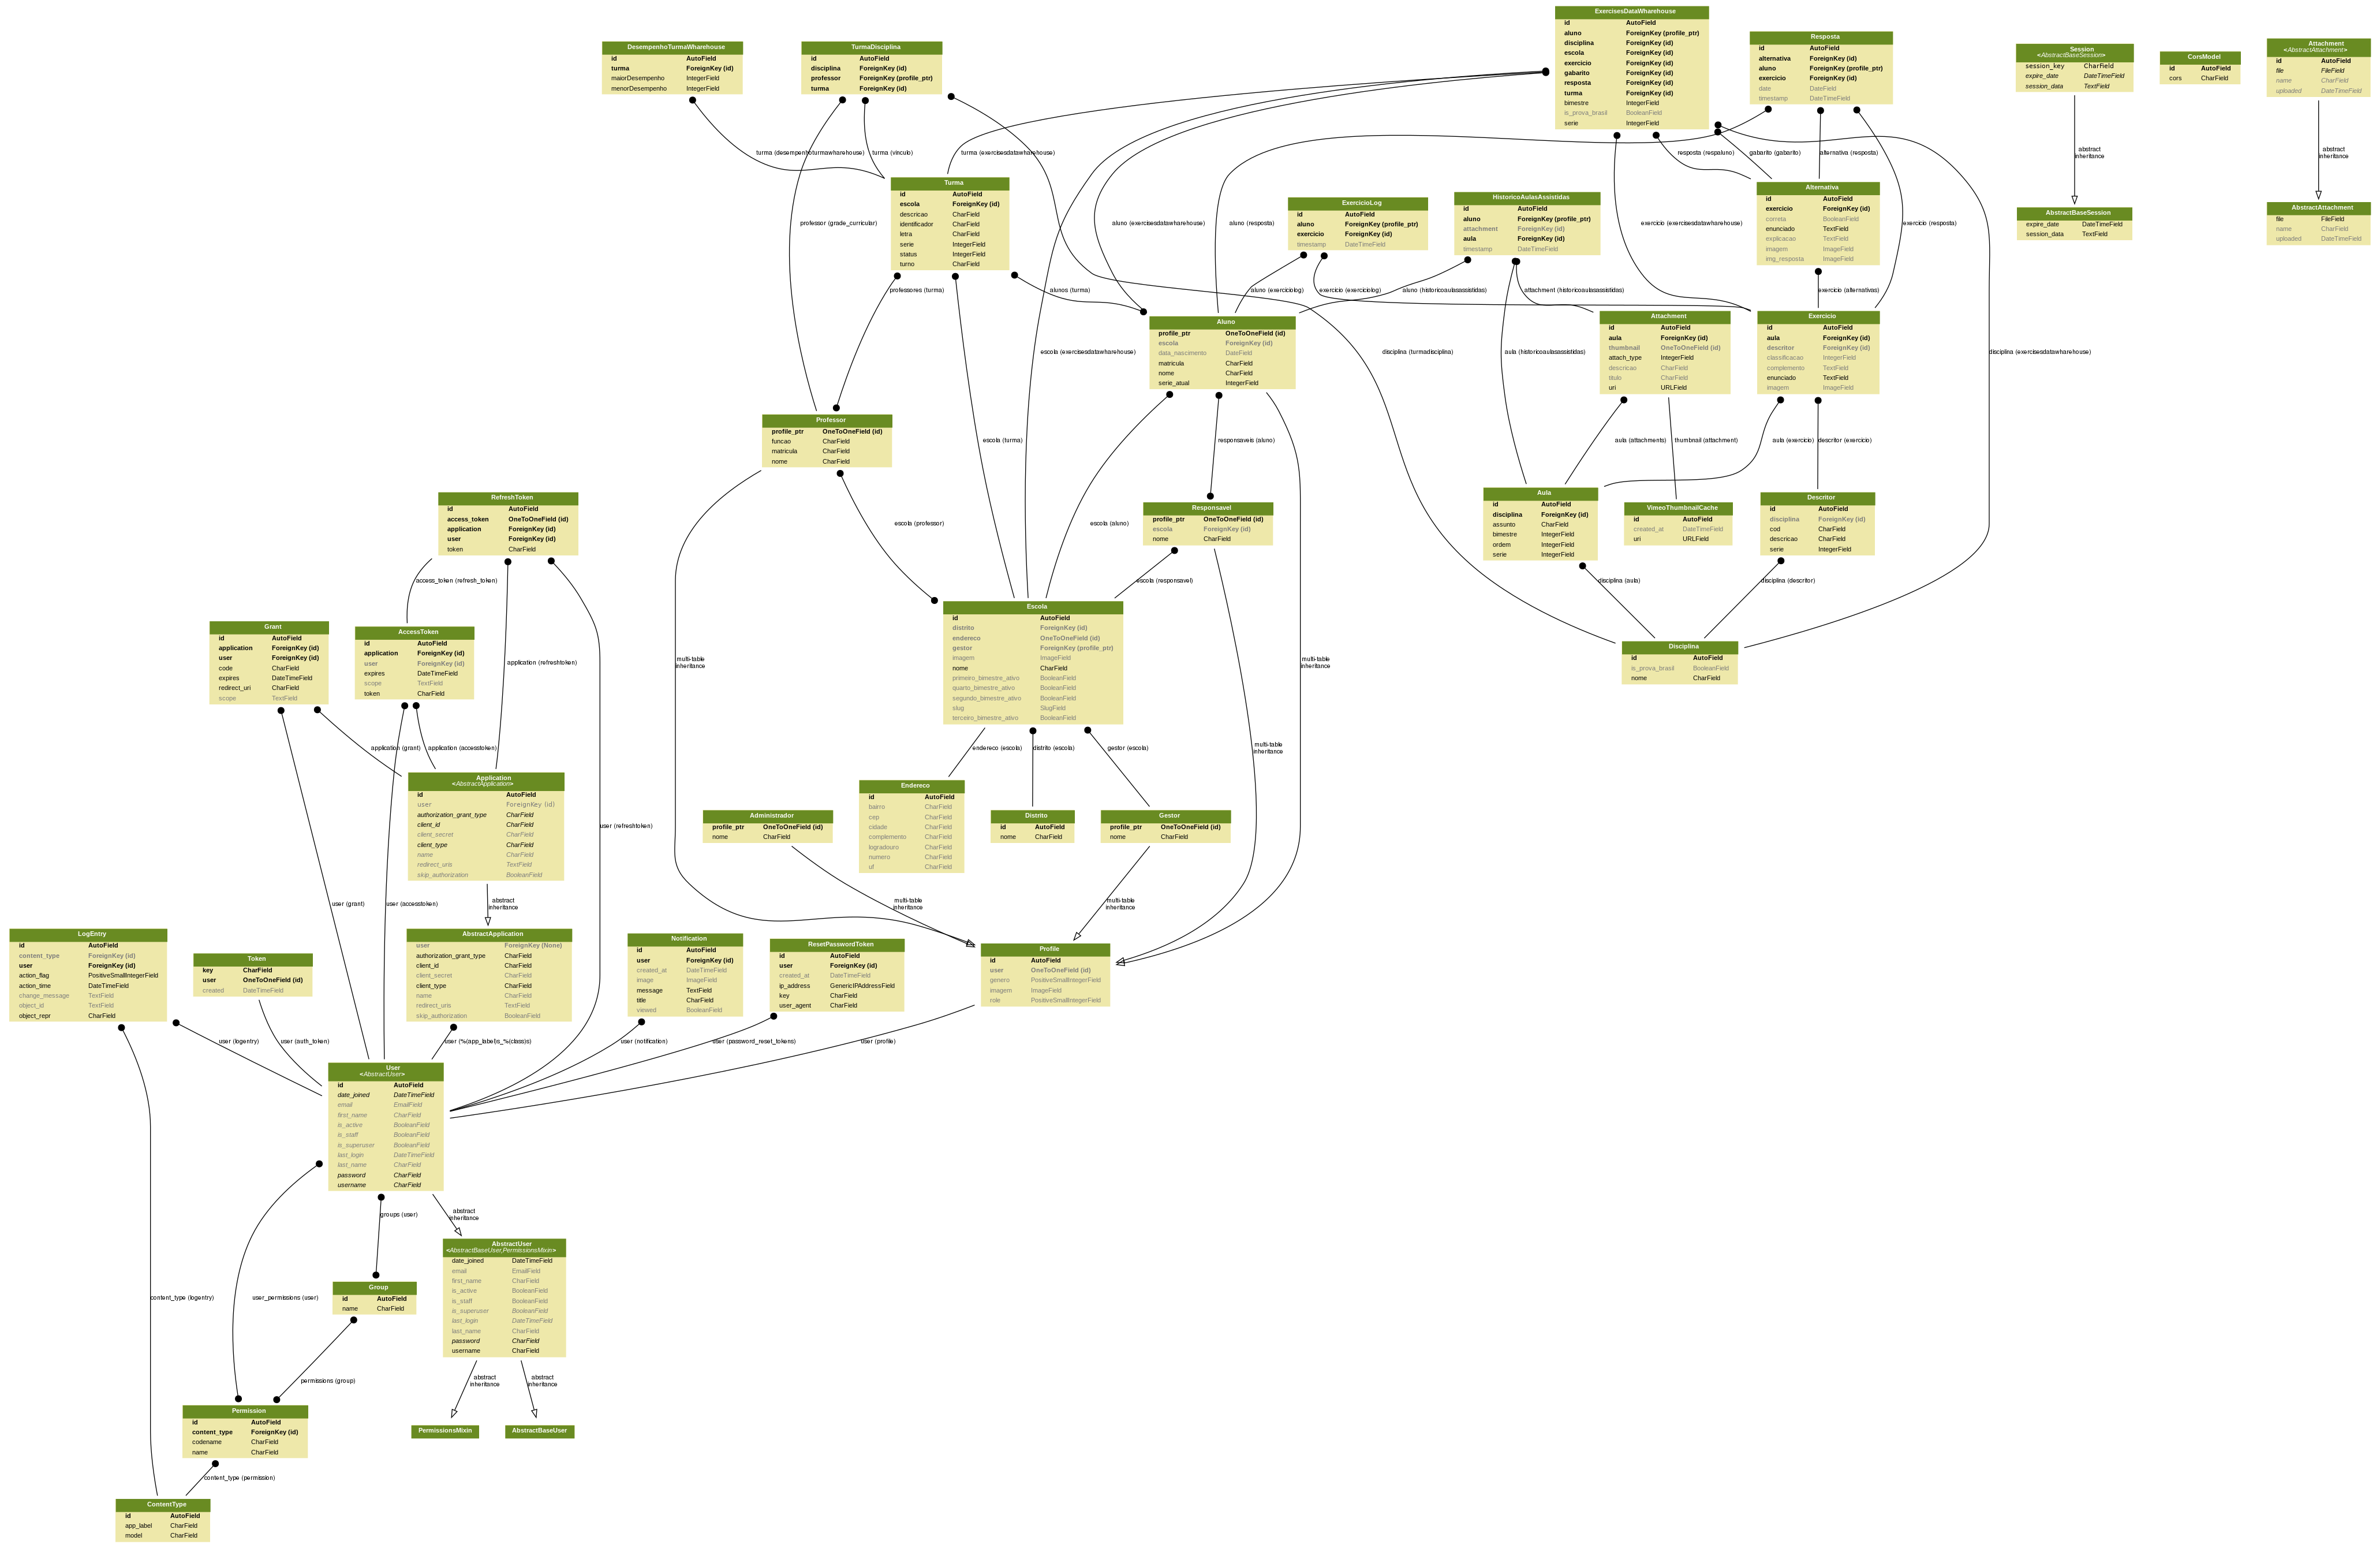 ExercisesDataWharehouse
id AutoField
aluno ForeignKey (profile_ptr)
disciplina ForeignKey (id)
escola ForeignKey (id)
exercicio ForeignKey (id)
gabarito ForeignKey (id)
resposta ForeignKey (id)
turma ForeignKey (id)
bimestre IntegerField
is_prova_brasil BooleanField
serie IntegerField
DesempenhoTurmaWharehouse
id AutoField
turma ForeignKey (id)
maiorDesempenho IntegerField
menorDesempenho IntegerField
TurmaDisciplina
id AutoField
disciplina ForeignKey (id)
professor ForeignKey (profile_ptr)
turma ForeignKey (id)
Resposta
id AutoField
alternativa ForeignKey (id)
aluno ForeignKey (profile_ptr)
exercicio ForeignKey (id)
date DateField
timestamp DateTimeField
Session
<AbstractBaseSession>
session_key CharField
expire_date DateTimeField
session_data TextField
CorsModel
id AutoField
cors CharField
Attachment
<AbstractAttachment>
id AutoField
file FileField
name CharField
uploaded DateTimeField
turma (desempenhoturmawharehouse)
turma (vinculo)
turma (exercisesdatawharehouse)
resposta (respaluno)
gabarito (gabarito)
alternativa (resposta)
abstract
inheritance
abstract
inheritance
Turma
id AutoField
escola ForeignKey (id)
descricao CharField
identificador CharField
letra CharField
serie IntegerField
status IntegerField
turno CharField
ExercicioLog
id AutoField
aluno ForeignKey (profile_ptr)
exercicio ForeignKey (id)
timestamp DateTimeField
HistoricoAulasAssistidas
id AutoField
aluno ForeignKey (profile_ptr)
attachment ForeignKey (id)
aula ForeignKey (id)
timestamp DateTimeField
Alternativa
id AutoField
exercicio ForeignKey (id)
correta BooleanField
enunciado TextField
explicacao TextField
imagem ImageField
img_resposta ImageField
AbstractBaseSession
expire_date DateTimeField
session_data TextField
AbstractAttachment
file FileField
name CharField
uploaded DateTimeField
professor (grade_curricular)
aluno (exercisesdatawharehouse)
aluno (resposta)
exercicio (exercisesdatawharehouse)
exercicio (resposta)
professores (turma)
alunos (turma)
aluno (exerciciolog)
exercicio (exerciciolog)
aluno (historicoaulasassistidas)
attachment (historicoaulasassistidas)
exercicio (alternativas)
Aluno
profile_ptr OneToOneField (id)
escola ForeignKey (id)
data_nascimento DateField
matricula CharField
nome CharField
serie_atual IntegerField
Attachment
id AutoField
aula ForeignKey (id)
thumbnail OneToOneField (id)
attach_type IntegerField
descricao CharField
titulo CharField
uri URLField
Exercicio
id AutoField
aula ForeignKey (id)
descritor ForeignKey (id)
classificacao IntegerField
complemento TextField
enunciado TextField
imagem ImageField
escola (exercisesdatawharehouse)
disciplina (turmadisciplina)
aula (historicoaulasassistidas)
disciplina (exercisesdatawharehouse)
Professor
profile_ptr OneToOneField (id)
funcao CharField
matricula CharField
nome CharField
escola (turma)
responsaveis (aluno)
aula (attachments)
thumbnail (attachment)
aula (exercicio)
descritor (exercicio)
RefreshToken
id AutoField
access_token OneToOneField (id)
application ForeignKey (id)
user ForeignKey (id)
token CharField
escola (professor)
escola (aluno)
Responsavel
profile_ptr OneToOneField (id)
escola ForeignKey (id)
nome CharField
Aula
id AutoField
disciplina ForeignKey (id)
assunto CharField
bimestre IntegerField
ordem IntegerField
serie IntegerField
VimeoThumbnailCache
id AutoField
created_at DateTimeField
uri URLField
Descritor
id AutoField
disciplina ForeignKey (id)
cod CharField
descricao CharField
serie IntegerField
access_token (refresh_token)
escola (responsavel)
disciplina (aula)
disciplina (descritor)
Grant
id AutoField
application ForeignKey (id)
user ForeignKey (id)
code CharField
expires DateTimeField
redirect_uri CharField
scope TextField
AccessToken
id AutoField
application ForeignKey (id)
user ForeignKey (id)
expires DateTimeField
scope TextField
token CharField
application (refreshtoken)
multi-table
inheritance
Escola
id AutoField
distrito ForeignKey (id)
endereco OneToOneField (id)
gestor ForeignKey (profile_ptr)
imagem ImageField
nome CharField
primeiro_bimestre_ativo BooleanField
quarto_bimestre_ativo BooleanField
segundo_bimestre_ativo BooleanField
slug SlugField
terceiro_bimestre_ativo BooleanField
multi-table
inheritance
Disciplina
id AutoField
is_prova_brasil BooleanField
nome CharField
application (grant)
application (accesstoken)
endereco (escola)
distrito (escola)
gestor (escola)
multi-table
inheritance
Application
<AbstractApplication>
id AutoField
user ForeignKey (id)
authorization_grant_type CharField
client_id CharField
client_secret CharField
client_type CharField
name CharField
redirect_uris TextField
skip_authorization BooleanField
user (refreshtoken)
Administrador
profile_ptr OneToOneField (id)
nome CharField
Endereco
id AutoField
bairro CharField
cep CharField
cidade CharField
complemento CharField
logradouro CharField
numero CharField
uf CharField
Distrito
id AutoField
nome CharField
Gestor
profile_ptr OneToOneField (id)
nome CharField
user (grant)
user (accesstoken)
abstract
inheritance
multi-table
inheritance
multi-table
inheritance
LogEntry
id AutoField
content_type ForeignKey (id)
user ForeignKey (id)
action_flag PositiveSmallIntegerField
action_time DateTimeField
change_message TextField
object_id TextField
object_repr CharField
Token
key CharField
user OneToOneField (id)
created DateTimeField
AbstractApplication
user ForeignKey (None)
authorization_grant_type CharField
client_id CharField
client_secret CharField
client_type CharField
name CharField
redirect_uris TextField
skip_authorization BooleanField
Notification
id AutoField
user ForeignKey (id)
created_at DateTimeField
image ImageField
message TextField
title CharField
viewed BooleanField
ResetPasswordToken
id AutoField
user ForeignKey (id)
created_at DateTimeField
ip_address GenericIPAddressField
key CharField
user_agent CharField
Profile
id AutoField
user OneToOneField (id)
genero PositiveSmallIntegerField
imagem ImageField
role PositiveSmallIntegerField
user (logentry)
user (auth_token)
user (%(app_label)s_%(class)s)
user (notification)
user (password_reset_tokens)
user (profile)
User
<AbstractUser>
id AutoField
date_joined DateTimeField
email EmailField
first_name CharField
is_active BooleanField
is_staff BooleanField
is_superuser BooleanField
last_login DateTimeField
last_name CharField
password CharField
username CharField
groups (user)
abstract
inheritance
AbstractUser
<AbstractBaseUser,PermissionsMixin>
date_joined DateTimeField
email EmailField
first_name CharField
is_active BooleanField
is_staff BooleanField
is_superuser BooleanField
last_login DateTimeField
last_name CharField
password CharField
username CharField
content_type (logentry)
user_permissions (user)
Group
id AutoField
name CharField
permissions (group)
abstract
inheritance
abstract
inheritance
Permission
id AutoField
content_type ForeignKey (id)
codename CharField
name CharField
PermissionsMixin
AbstractBaseUser
content_type (permission)
ContentType
id AutoField
app_label CharField
model CharField